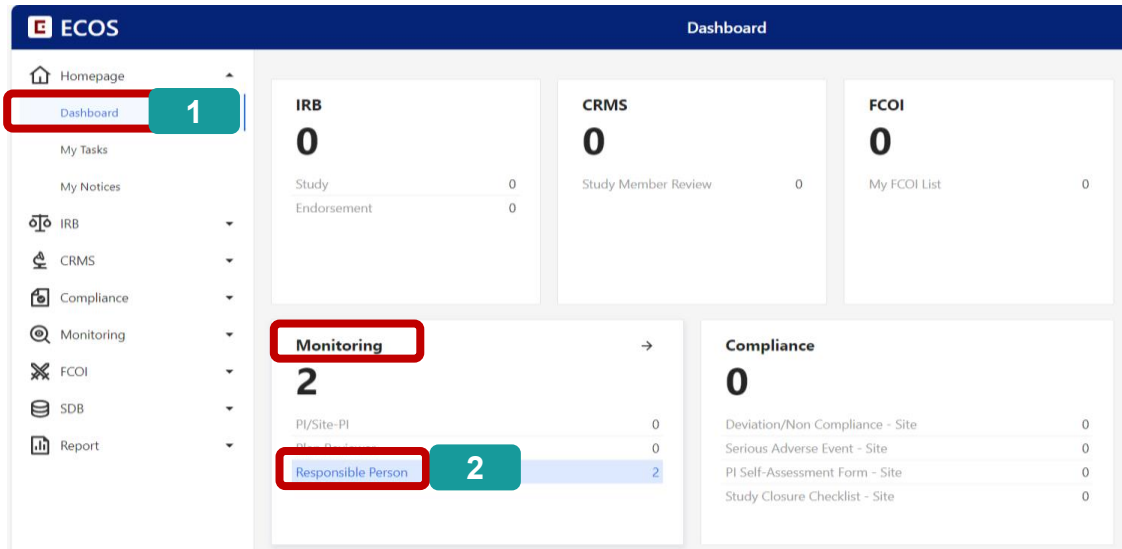 ECOS
Dashboard
Homepage
Dashboard
1
My Tasks
My Notices
IRB
CRMS
Compliance
Monitoring
FCOI
SDB
Report
IRB
0
Study 0
Endorsement 0
CRMS
0
Study Member Review 0
FCOI
0
My FCOI List 0
Monitoring →
2
PI/Site-PI 0
Plan Reviewer 0
Responsible Person 2
2
Compliance
0
Deviation/Non Compliance - Site 0
Serious Adverse Event - Site 0
PI Self-Assessment Form - Site 0
Study Closure Checklist - Site 0